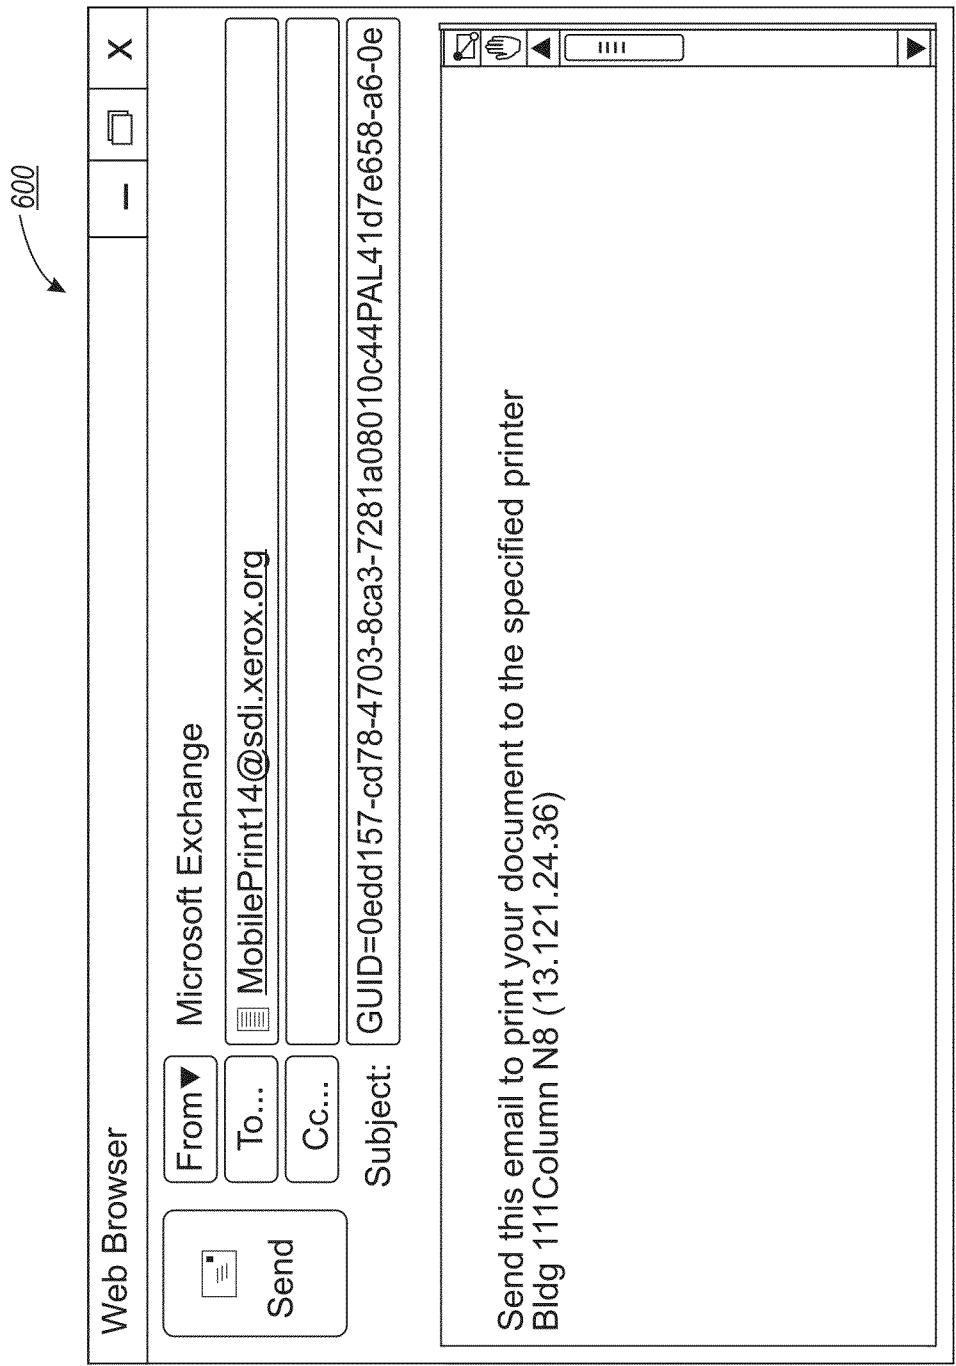 600
Web Browser
Send
From
Microsoft Exchange
To...
MobilePrint14@sdi.xerox.org
Cc...
Subject:
GUID=0edd157-cd78-4703-8ca3-7281a08010c44PAL41d7e658-a6-0e
Send this email to print your document to the specified printer
Bldg 111Column N8 (13.121.24.36)